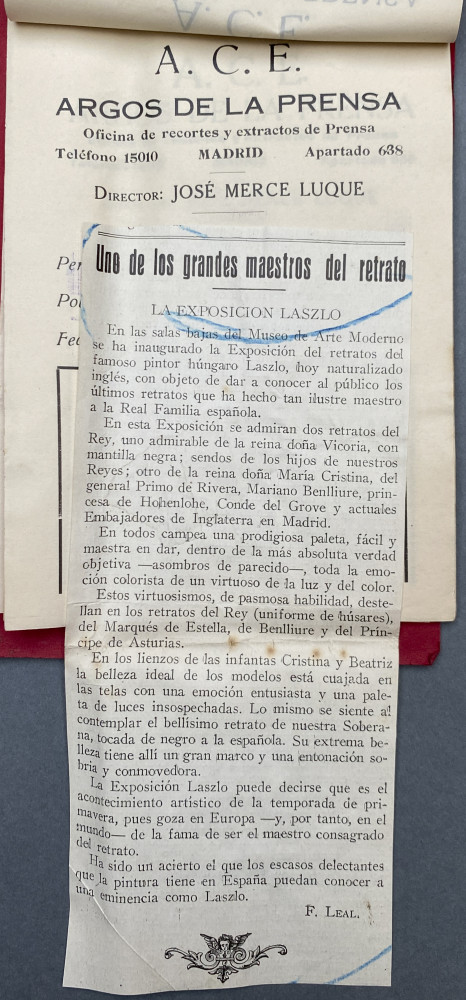 A. C. E.
ARGOS DE LA PRENSA
Oficina de recortes y extractos de Prensa
Teléfono 15010 MADRID Apartado 638
DIRECTOR: JOSÉ MERCE LUQUE
Per
Po
Fec
Uno de los grandes maestros del retrato
LA EXPOSICION LASZLO
En las salas bajas del Museo de Arte Moderno
se ha inaugurado la Exposición del retratos del
famoso pintor húngaro Laszlo, hoy naturalizado
inglés, con objeto de dar a conocer al público los
últimos retratos que ha hecho tan ilustre maestro
a la Real Familia española.
En esta Exposición se admiran dos retratos del
Rey, uno admirable de la reina doña Vicoria, con
mantilla negra; sendos de los hijos de nuestros
Reyes; otro de la reina doña María Cristina, del
general Primo de Rivera, Mariano Benlliure, prin-
cesa de Hohenlohe, Conde del Grove y actuales
Embajadores de Inglaterra en Madrid.
En todos campea una prodigiosa paleta, fácil y
maestra en dar, dentro de la más absoluta verdad
objetiva —asombros de parecido—, toda la emo-
ción colorista de un virtuoso de la luz y del color.
Estos virtuosismos, de pasmosa habilidad, deste-
llan en los retratos del Rey (uniforme de húsares),
del Marqués de Estella, de Benlliure y del Prín-
cipe de Asturias.
En los lienzos de las infantas Cristina y Beatriz
la belleza ideal de los modelos está cuajada en
las telas con una emoción entusiasta y una pale-
ta de luces insospechadas. Lo mismo se siente al
contemplar el bellísimo retrato de nuestra Sobera-
na, tocada de negro a la española. Su extrema be-
lleza tiene allí un gran marco y una entonación so-
bria y conmovedora.
La Exposición Laszlo puede decirse que es el
acontecimiento artístico de la temporada de pri-
mavera, pues goza en Europa —y, por tanto, en el
mundo— de la fama de ser el maestro consagrado
del retrato.
Ha sido un acierto el que los escasos delectantes
que la pintura tiene en España puedan conocer a
una eminencia como Laszlo.
F. LEAL.